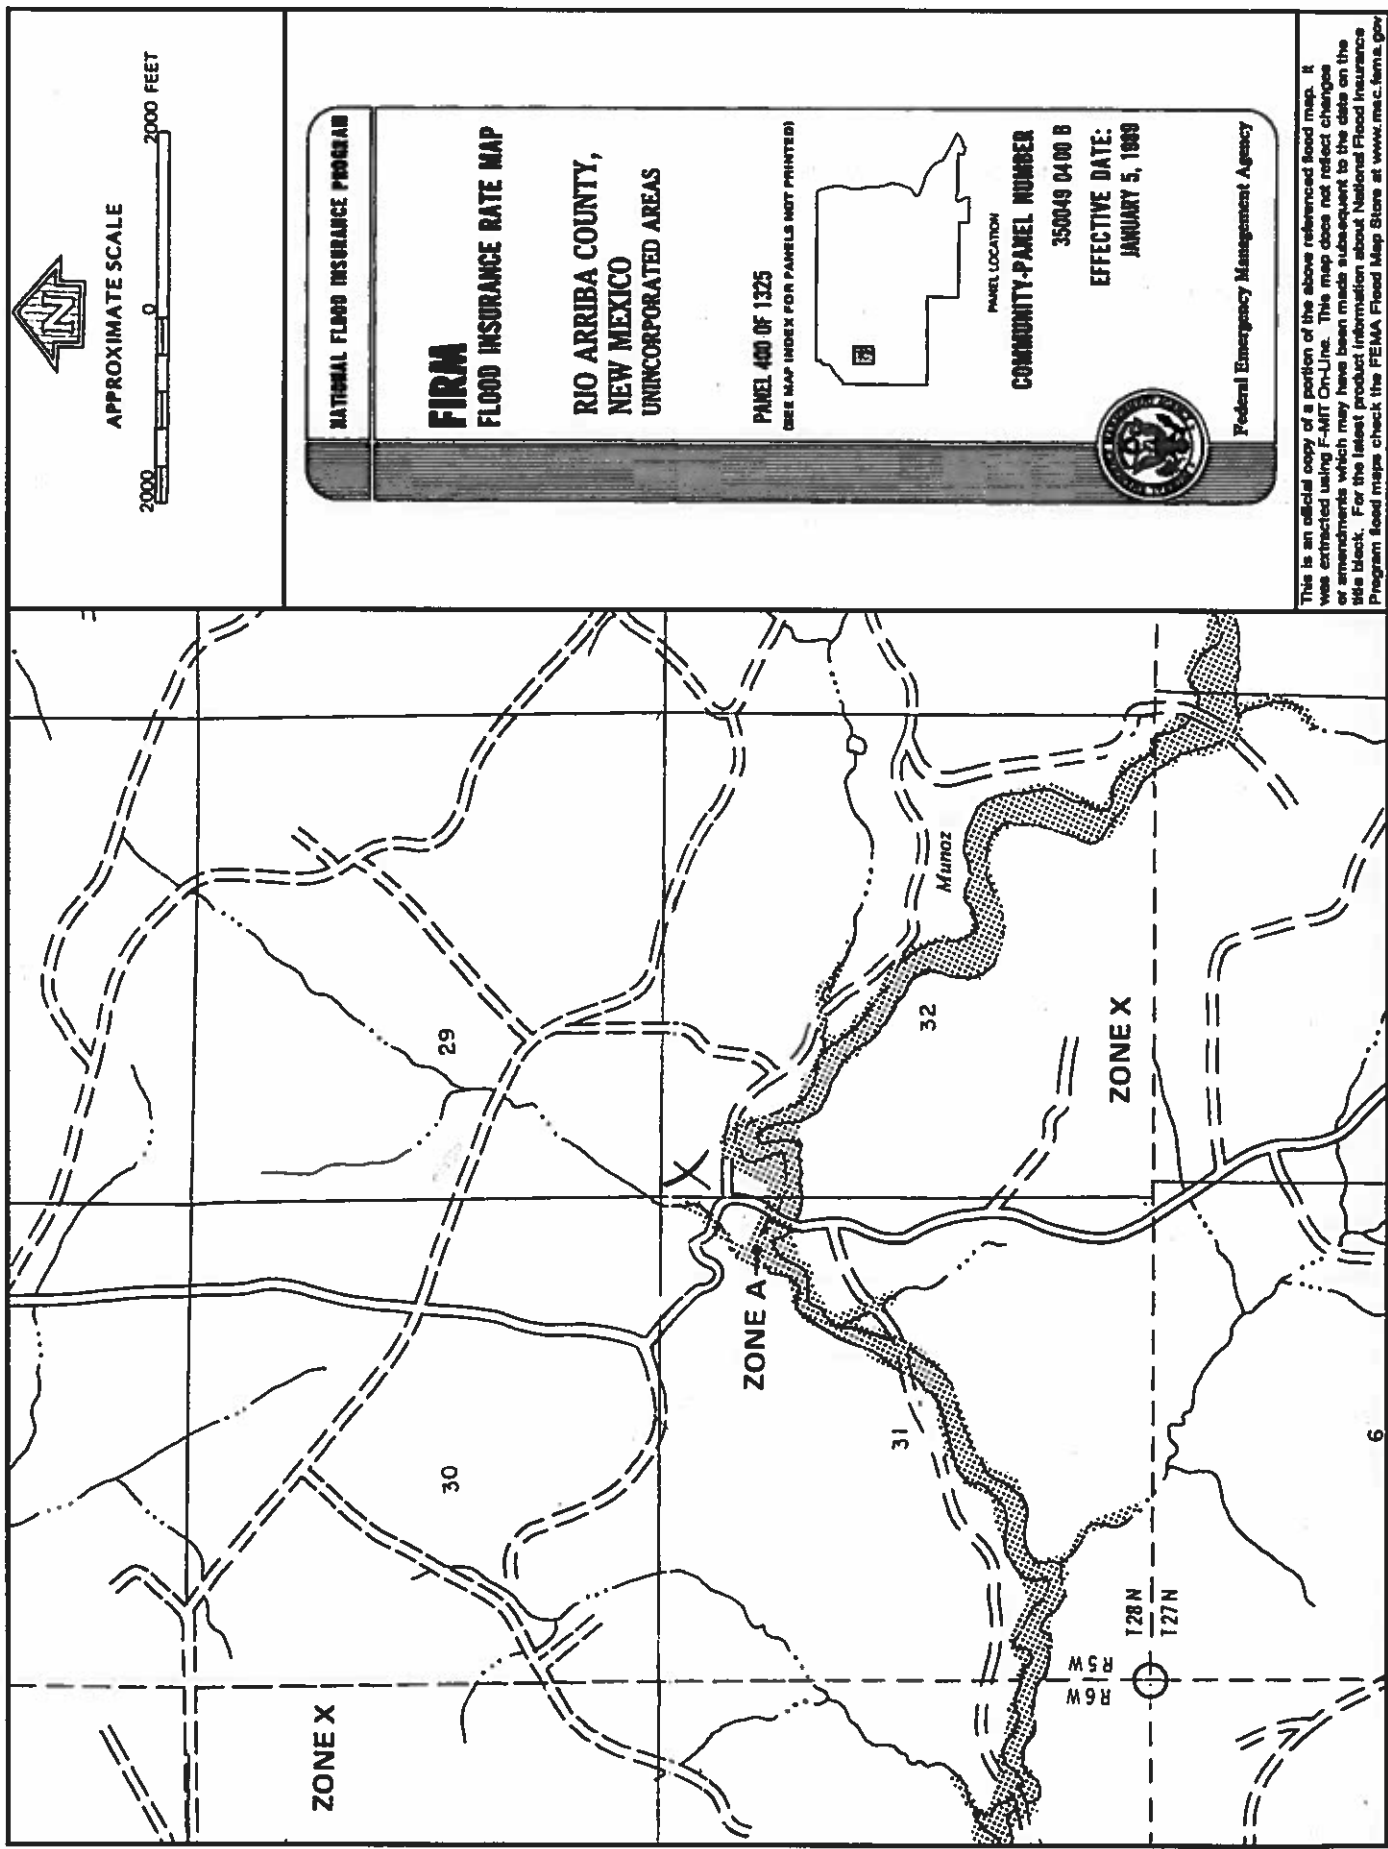 APPROXIMATE SCALE
2000 0 2000 FEET
N
NATIONAL FLOOD INSURANCE PROGRAM
FIRM
FLOOD INSURANCE RATE MAP
RIO ARRIBA COUNTY,
NEW MEXICO
UNINCORPORATED AREAS
PANEL 400 OF 1325
(SEE MAP INDEX FOR PANELS NOT PRINTED)
PANEL LOCATION
COMMUNITY-PANEL NUMBER
350049 0400 B
EFFECTIVE DATE:
JANUARY 5, 1989
Federal Emergency Management Agency
This is an official copy of a portion of the above referenced flood map. It
was extracted using F-MIT On-Line. This map does not reflect changes
or amendments which may have been made subsequent to the date on the
title block. For the latest product information about National Flood Insurance
Program flood maps check the FEMA Flood Map Store at www.msc.fema.gov
ZONE X
30
29
ZONE A
31
32
Munoz
ZONE X
R6W R5W
T28N
T27N
6